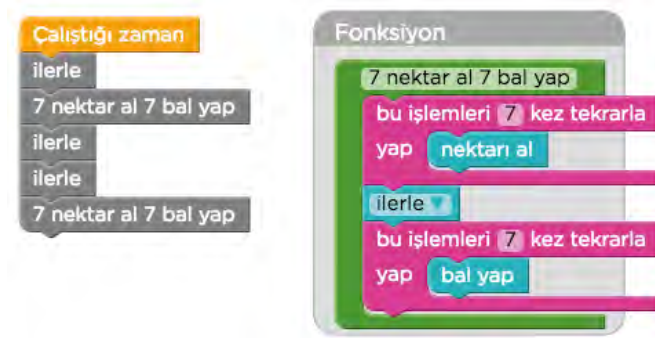 Çalıştığı zaman
ilerle
7 nektar al 7 bal yap
ilerle
ilerle
7 nektar al 7 bal yap
Fonksiyon
7 nektar al 7 bal yap
bu işlemleri 7 kez tekrarla
yap nektarı al
ilerle
bu işlemleri 7 kez tekrarla
yap bal yap